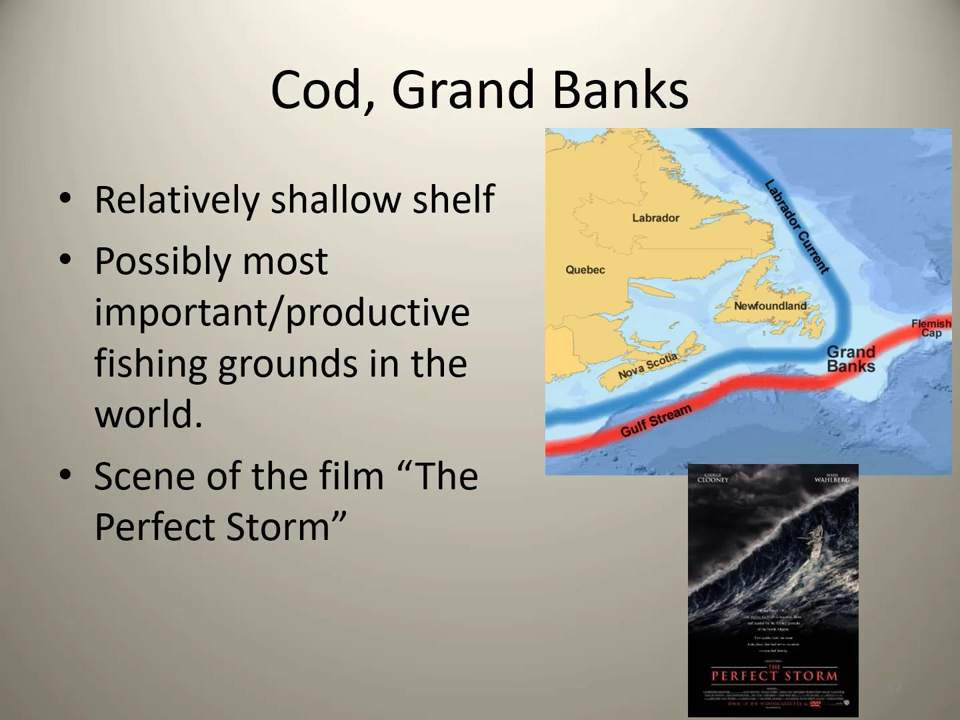 Cod, Grand Banks
• Relatively shallow shelf
• Possibly most
important/productive
fishing grounds in the
world.
• Scene of the film “The
Perfect Storm”
Labrador Current
Labrador
Quebec
Newfoundland
Flemish
Cap
Grand
Banks
Nova Scotia
Gulf Stream
CLOONEY
WAHLBERG
THE
PERFECT STORM